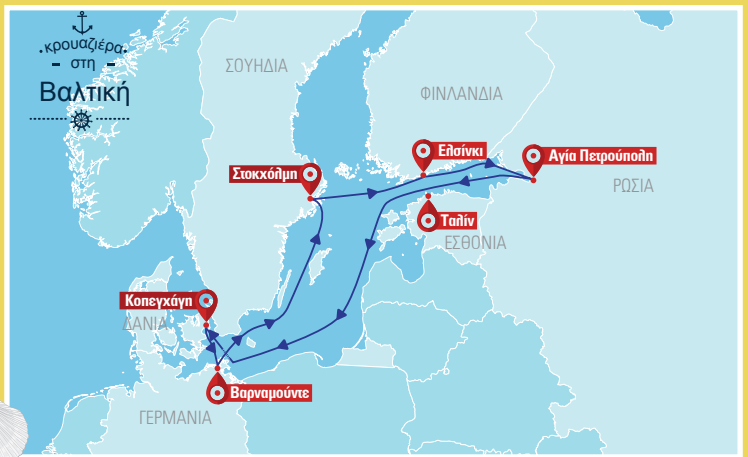 κρουαζιέρα
στη
Βαλτική
ΣΟΥΗΔΙΑ
ΦΙΝΛΑΝΔΙΑ
Ελσίνκι
Αγία Πετρούπολη
Στοκχόλμη
ΡΩΣΙΑ
Ταλίν
ΕΣΘΟΝΙΑ
Κοπεγχάγη
ΔΑΝΙΑ
Βαρναμούντε
ΓΕΡΜΑΝΙΑ